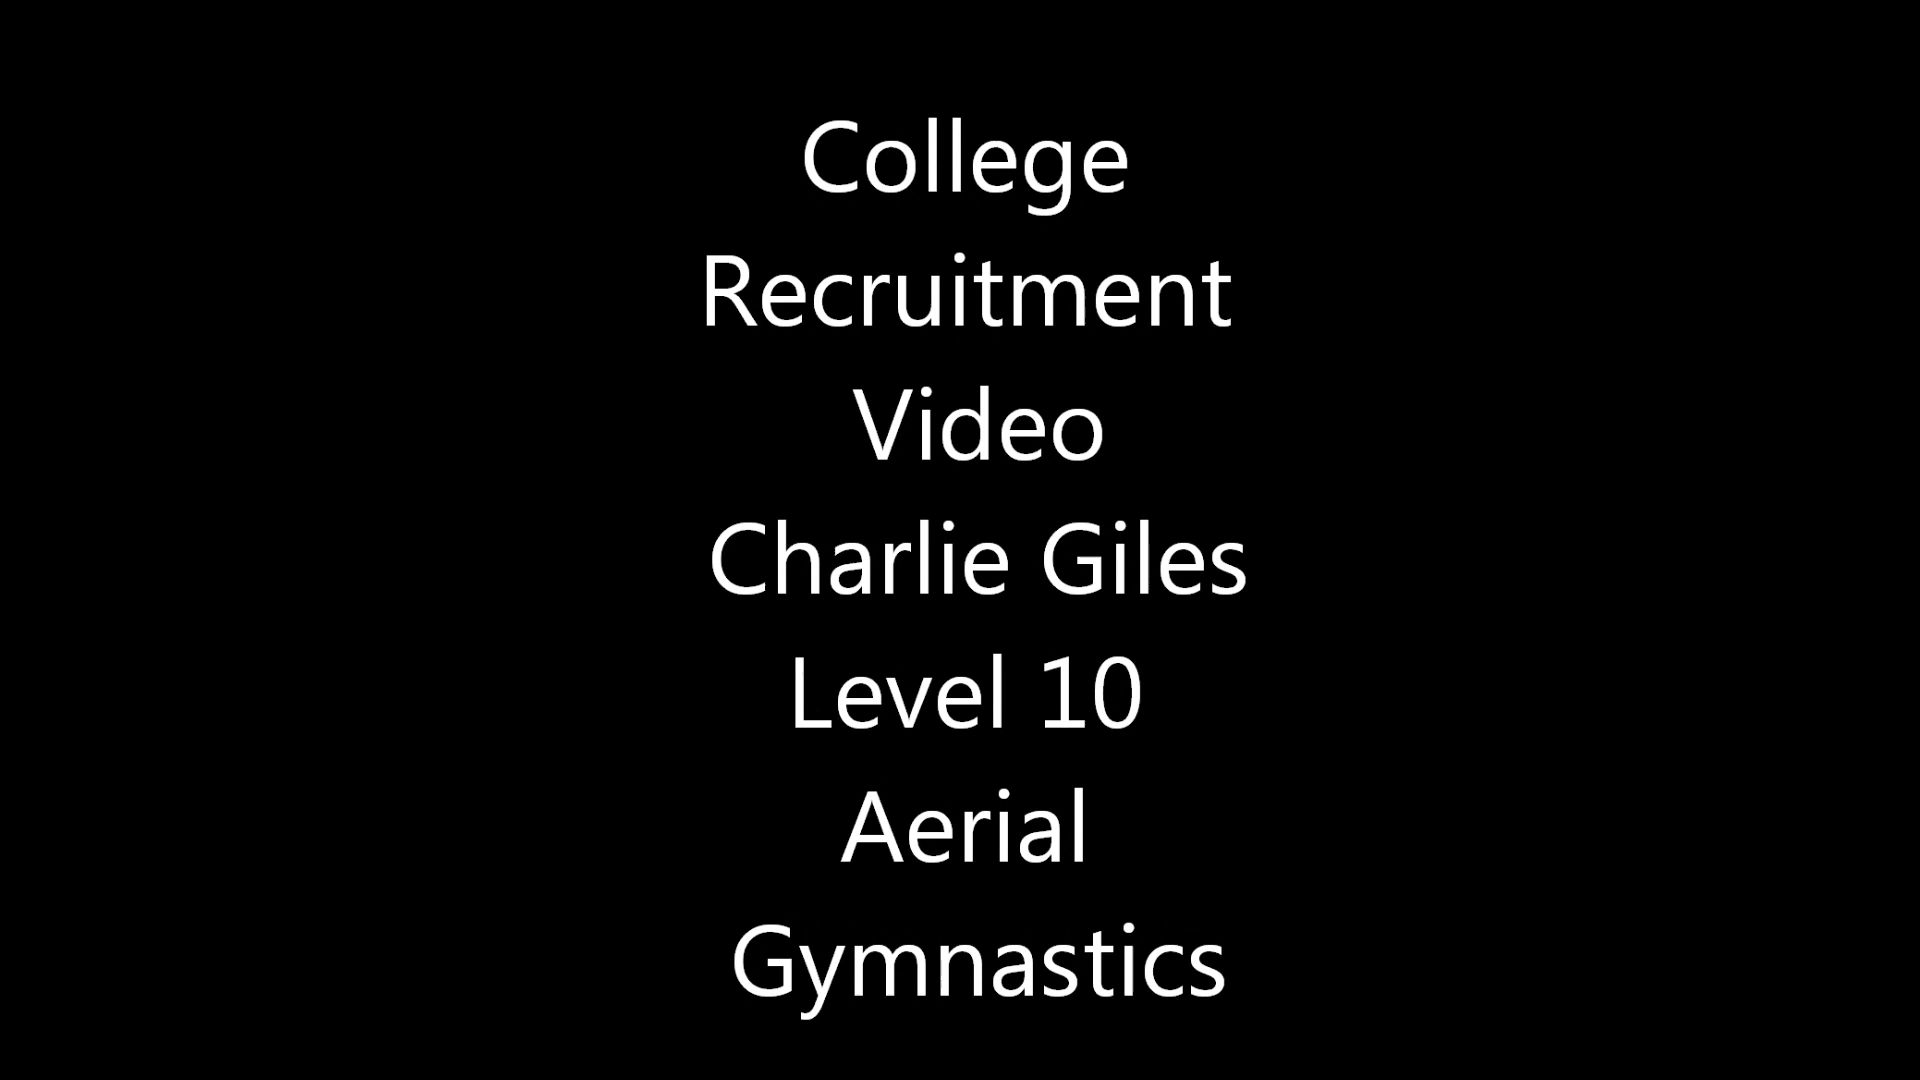 College
Recruitment
Video
Charlie Giles
Level 10
Aerial
Gymnastics